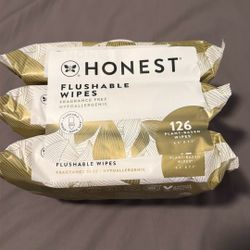 HONEST
FLUSHABLE
WIPES
FRAGRANCE FREE
HYPOALLERGENIC
126
PLANT-BASED
WIPES
FLUSHABLE WIPES
FRAGRANCE FREE | HYPOALLERGENIC